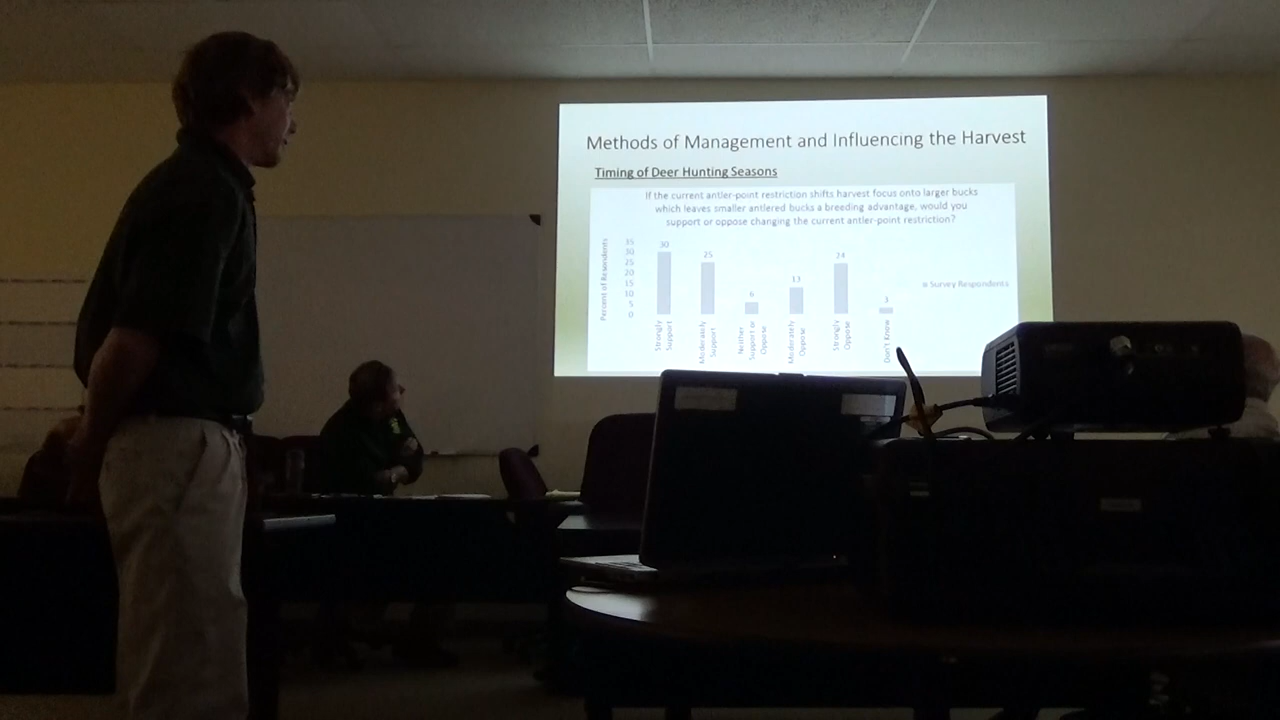 Methods of Management and Influencing the Harvest
Timing of Deer Hunting Seasons
If the current antler-point restriction shifts harvest focus onto larger bucks
which leaves smaller antlered bucks a breeding advantage, would you
support or oppose changing the current antler-point restriction?
Percent of Respondents
35
30
25
20
15
10
5
0
30
25
6
13
24
3
Strongly
Support
Moderately
Support
Neither
Support or
Oppose
Moderately
Oppose
Strongly
Oppose
Don't Know
Survey Respondents